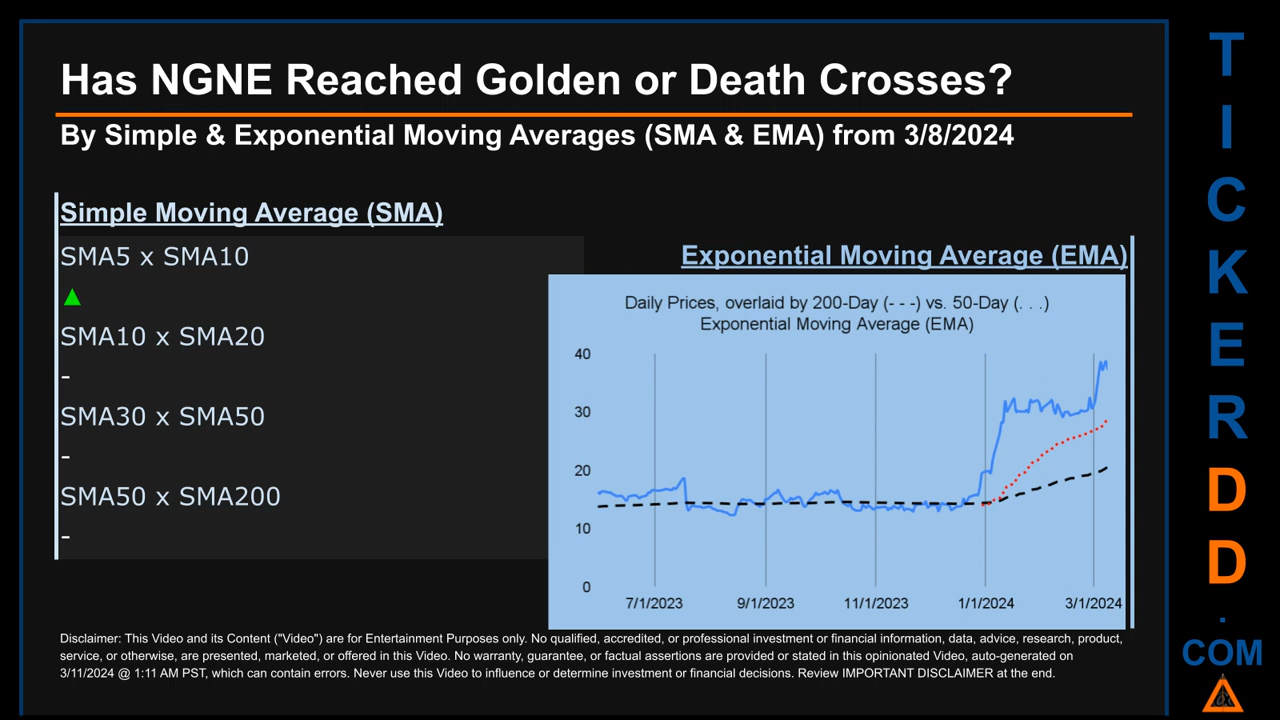 Has NGNE Reached Golden or Death Crosses?
By Simple & Exponential Moving Averages (SMA & EMA) from 3/8/2024
Simple Moving Average (SMA)
SMA5 x SMA10
▲
SMA10 x SMA20
-
SMA30 x SMA50
-
SMA50 x SMA200
-
Exponential Moving Average (EMA)
Daily Prices, overlaid by 200-Day (- - -) vs. 50-Day (. . .)
Exponential Moving Average (EMA)
40
30
20
10
0
7/1/2023 9/1/2023 11/1/2023 1/1/2024 3/1/2024
Disclaimer: This Video and its Content ("Video") are for Entertainment Purposes only. No qualified, accredited, or professional investment or financial information, data, advice, research, product,
service, or otherwise, are presented, marketed, or offered in this Video. No warranty, guarantee, or factual assertions are provided or stated in this opinionated Video, auto-generated on
3/11/2024 @ 1:11 AM PST, which can contain errors. Never use this Video to influence or determine investment or financial decisions. Review IMPORTANT DISCLAIMER at the end.
T
I
C
K
E
R
D
D
.
COM